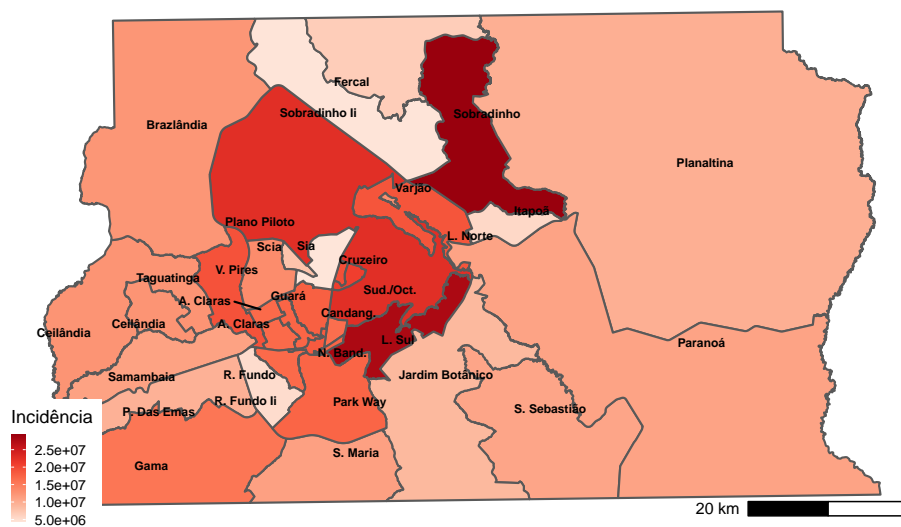 Fercal
Sobradinho Ii
Sobradinho
Brazlândia
Planaltina
Varjão
Itapoã
Plano Piloto
L. Norte
Scia
Sia
Cruzeiro
V. Pires
Taguatinga
Sud./Oct.
Guará
A. Claras
Candang.
Ceilândia
Ceilândia
A. Claras
L. Sul
Paranoá
N. Band.
Samambaia
R. Fundo
Jardim Botânico
R. Fundo Ii
Park Way
P. Das Emas
S. Sebastião
S. Maria
Gama
Incidência
2.5e+07
2.0e+07
1.5e+07
1.0e+07
5.0e+06
20 km